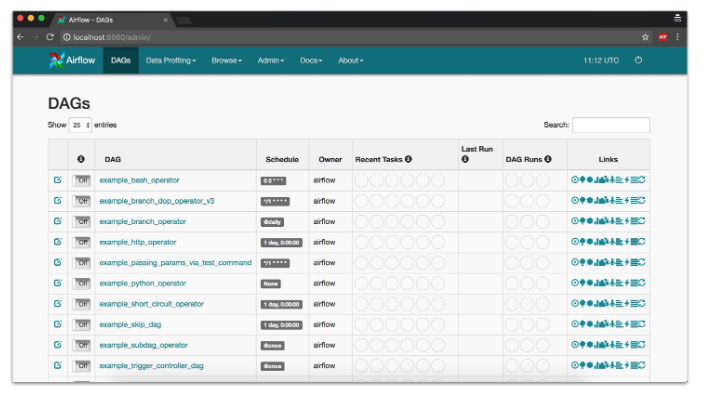 Airflow - DAGs
localhost:8080/admin/
Airflow DAGs Data Profiling Browse Admin Docs About 11:12 UTC
DAGs
Show 25 entries Search:
DAG Schedule Owner Recent Tasks Last Run DAG Runs Links
Off example_bash_operator 0 0 * * * airflow
Off example_branch_dop_operator_v3 */1 * * * * airflow
Off example_branch_operator @daily airflow
Off example_http_operator 1 day, 0:00:00 airflow
Off example_passing_params_via_test_command */1 * * * * airflow
Off example_python_operator None airflow
Off example_short_circuit_operator 1 day, 0:00:00 airflow
Off example_skip_dag 1 day, 0:00:00 airflow
Off example_subdag_operator @once airflow
Off example_trigger_controller_dag @once airflow